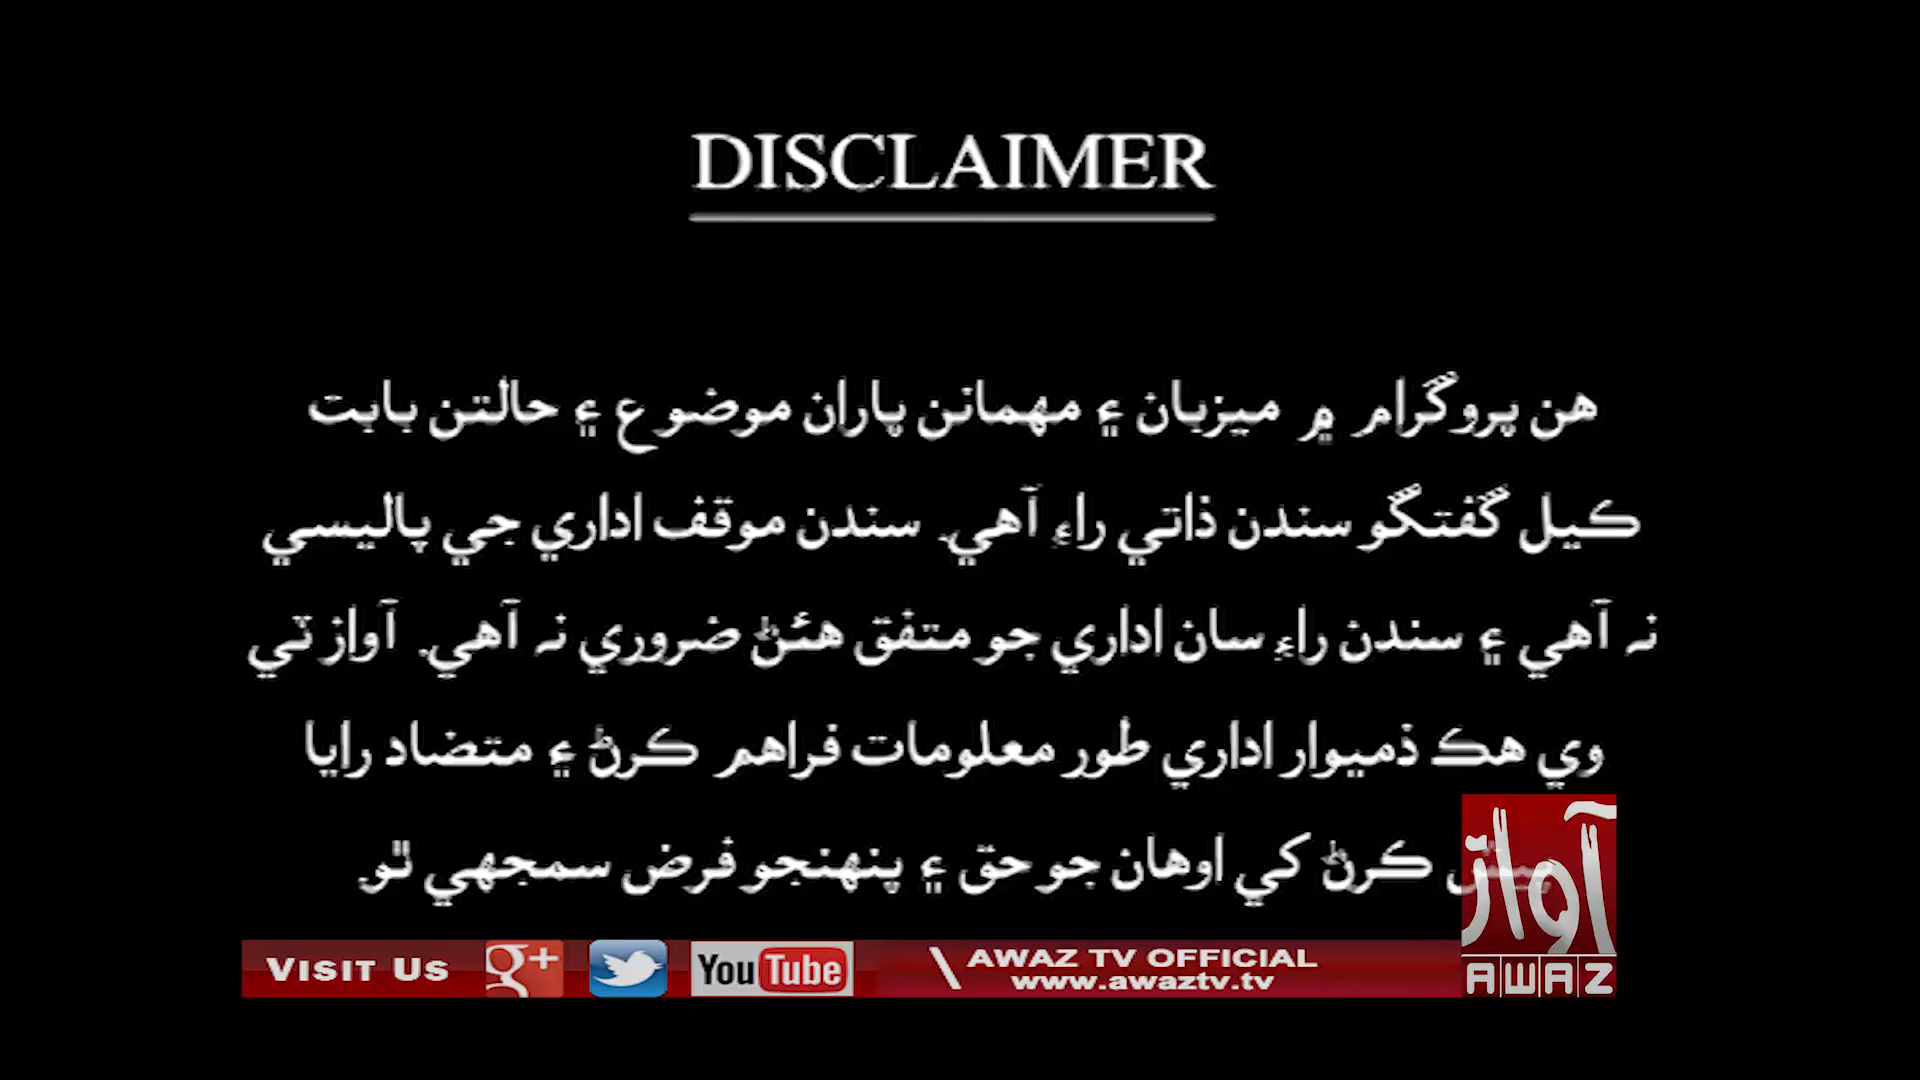 DISCLAIMER
هن پروگرام ۾ ميزبان ۽ مهمانن پاران موضوع ۽ حالتن بابت
ڪيل گفتگو سندن ذاتي راءِ آهي. سندن موقف اداري جي پاليسي
نہ آهي ۽ سندن راءِ سان اداري جو متفق هئڻ ضروري نہ آهي. آواز ٽي
وي هڪ ذميوار اداري طور معلومات فراهم ڪرڻ ۽ متضاد رايا
ڪرڻ کي اوهان جو حق ۽ پنهنجو فرض سمجهي ٿو.
آواز
AWAZ
VISIT US g+ YouTube \ AWAZ TV OFFICIAL
www.awaztv.tv